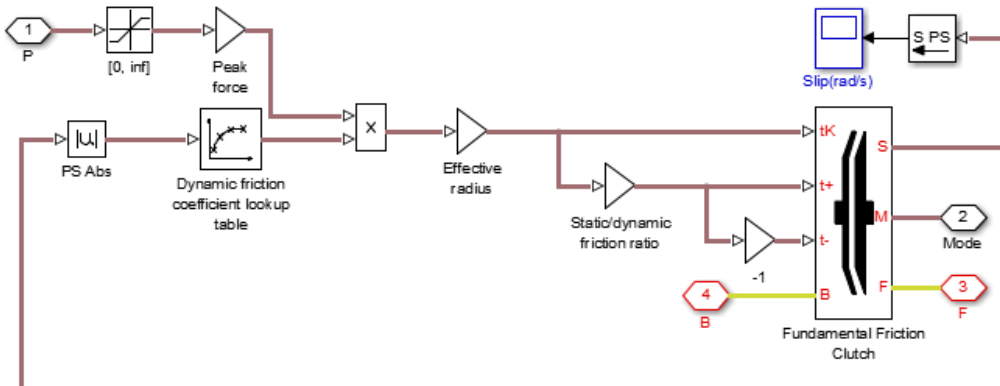 1
P
[0, inf]
Peak
force
S PS
Slip(rad/s)
|u|
PS Abs
Dynamic friction
coefficient lookup
table
x
Effective
radius
Static/dynamic
friction ratio
-1
tK
t+
t-
B
S
M
F
2
Mode
4
B
3
F
Fundamental Friction
Clutch